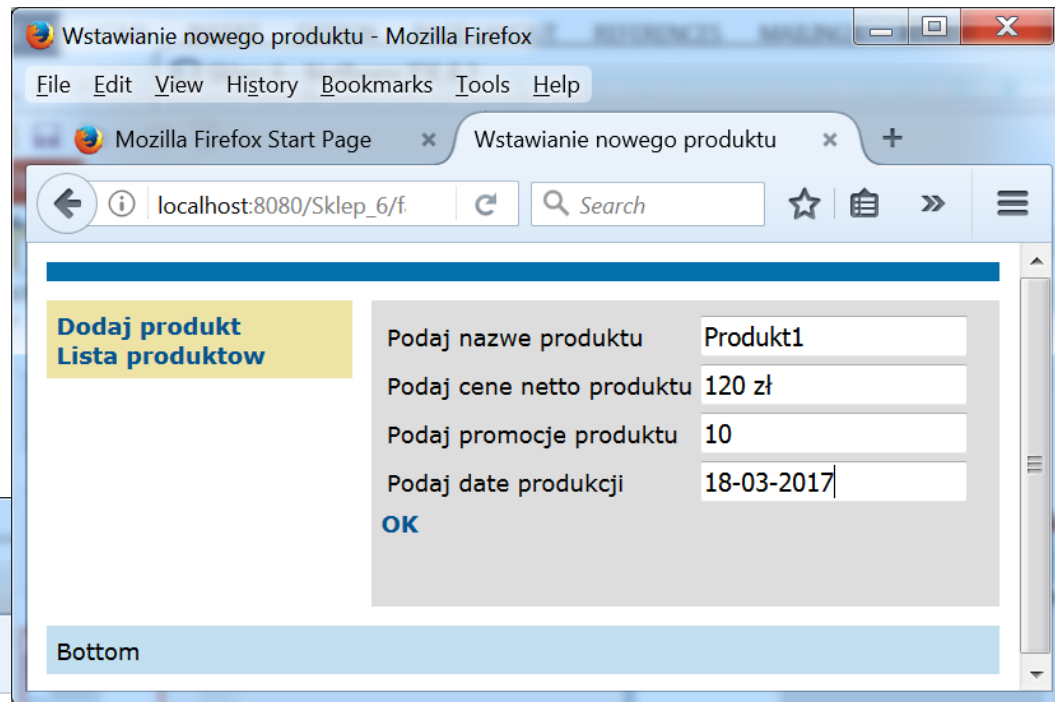 Wstawianie nowego produktu - Mozilla Firefox
File Edit View History Bookmarks Tools Help
Mozilla Firefox Start Page
Wstawianie nowego produktu
localhost:8080/Sklep_6/f
Search
Dodaj produkt
Lista produktow
Podaj nazwe produktu Produkt1
Podaj cene netto produktu 120 zł
Podaj promocje produktu 10
Podaj date produkcji 18-03-2017
OK
Bottom